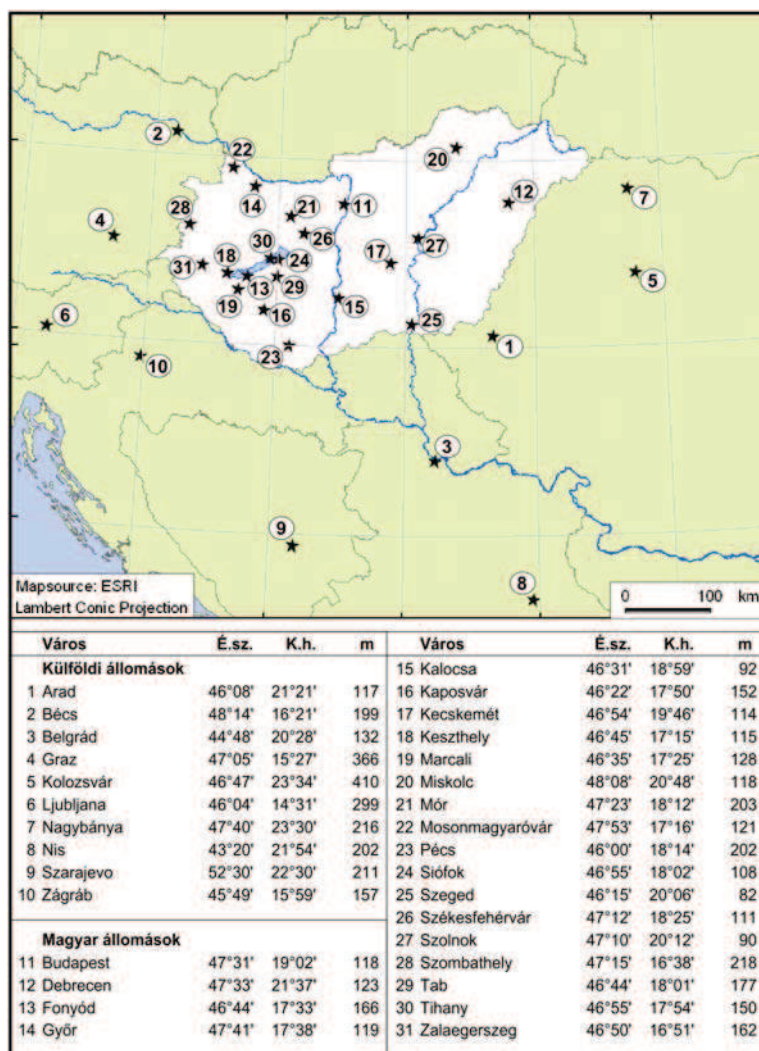 2
22
20
7
14
21
11
12
28
4
30
26
27
5
18
24
17
31
13
29
19
16
15
25
6
23
1
10
3
9
8
Mapsource: ESRI
Lambert Conic Projection
0 100 km
Város É.sz. K.h. m
Külföldi állomások
1 Arad 46°08' 21°21' 117
2 Bécs 48°14' 16°21' 199
3 Belgrád 44°48' 20°28' 132
4 Graz 47°05' 15°27' 366
5 Kolozsvár 46°47' 23°34' 410
6 Ljubljana 46°04' 14°31' 299
7 Nagybánya 47°40' 23°30' 216
8 Nis 43°20' 21°54' 202
9 Szarajevo 52°30' 22°30' 211
10 Zágráb 45°49' 15°59' 157
Magyar állomások
11 Budapest 47°31' 19°02' 118
12 Debrecen 47°33' 21°37' 123
13 Fonyód 46°44' 17°33' 166
14 Győr 47°41' 17°38' 119
Város É.sz. K.h. m
15 Kalocsa 46°31' 18°59' 92
16 Kaposvár 46°22' 17°50' 152
17 Kecskemét 46°54' 19°46' 114
18 Keszthely 46°45' 17°15' 115
19 Marcali 46°35' 17°25' 128
20 Miskolc 48°08' 20°48' 118
21 Mór 47°23' 18°12' 203
22 Mosonmagyaróvár 47°53' 17°16' 121
23 Pécs 46°00' 18°14' 202
24 Siófok 46°55' 18°02' 108
25 Szeged 46°15' 20°06' 82
26 Székesfehérvár 47°12' 18°25' 111
27 Szolnok 47°10' 20°12' 90
28 Szombathely 47°15' 16°38' 218
29 Tab 46°44' 18°01' 177
30 Tihany 46°55' 17°54' 150
31 Zalaegerszeg 46°50' 16°51' 162